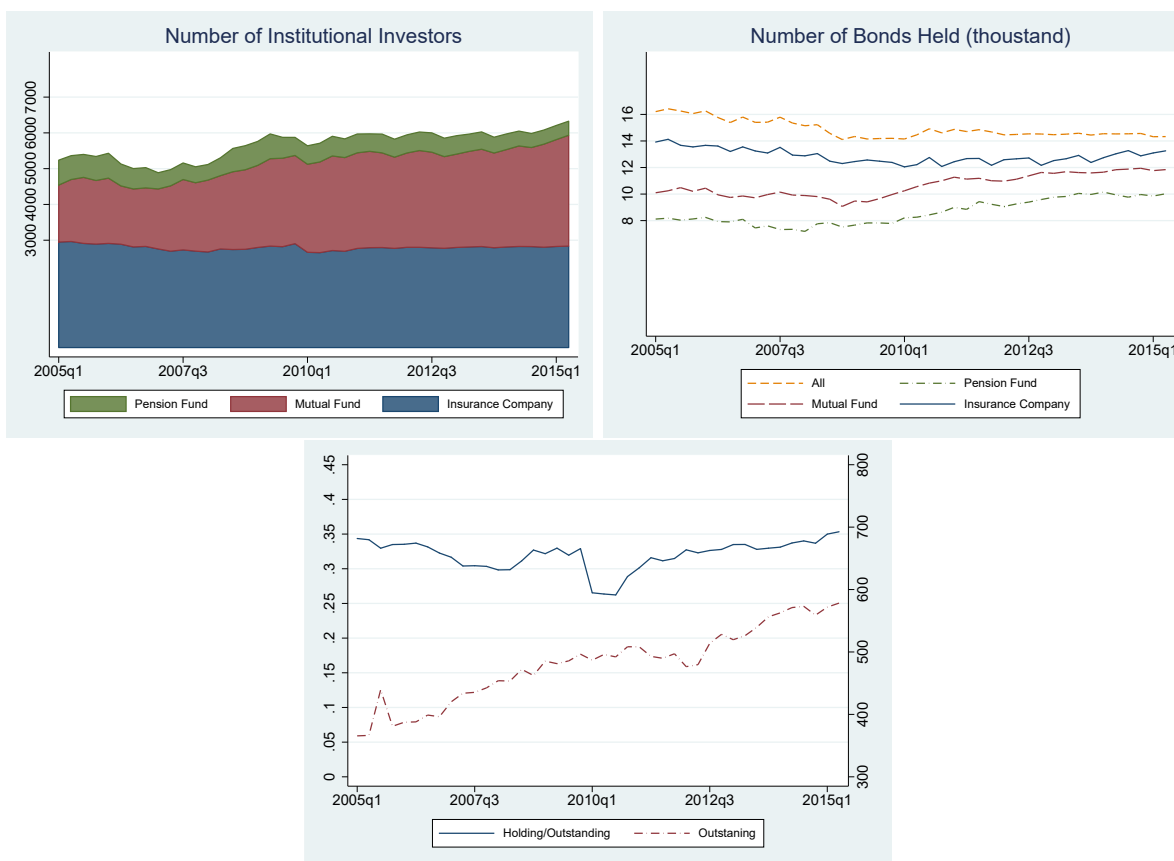 Number of Institutional Investors
7000
6000
5000
4000
3000
2005q1 2007q3 2010q1 2012q3 2015q1
Pension Fund Mutual Fund Insurance Company
Number of Bonds Held (thoustand)
16
14
12
10
8
2005q1 2007q3 2010q1 2012q3 2015q1
All Pension Fund
Mutual Fund Insurance Company
.45 800
.4
.35 700
.3
.25 600
.2 500
.15
.1 400
.05
0 300
2005q1 2007q3 2010q1 2012q3 2015q1
Holding/Outstanding Outstaning